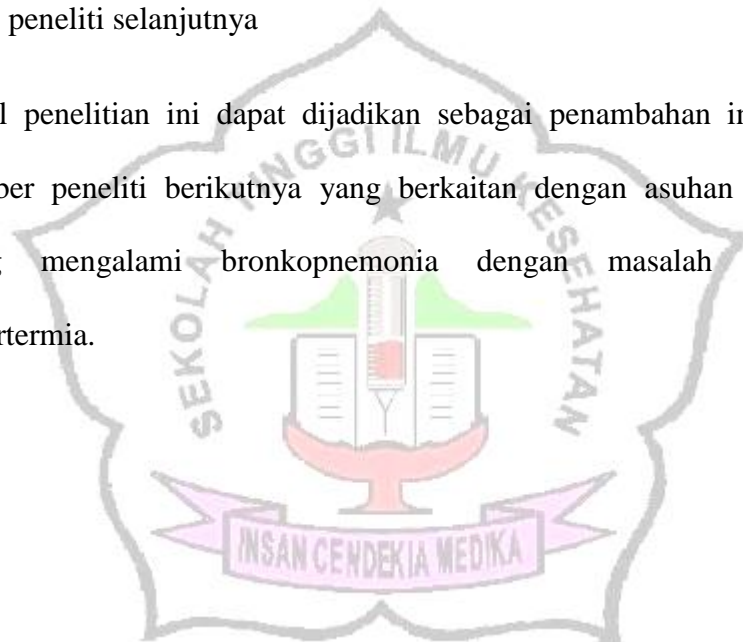 peneliti selanjutnya
l penelitian ini dapat dijadikan sebagai penambahan in
ber peneliti berikutnya yang berkaitan dengan asuhan
mengalami bronkopnemonia dengan masalah
rtermia.
SEKOLAH TINGGI ILMU KESEHATAN
INSAN CENDEKIA MEDIKA